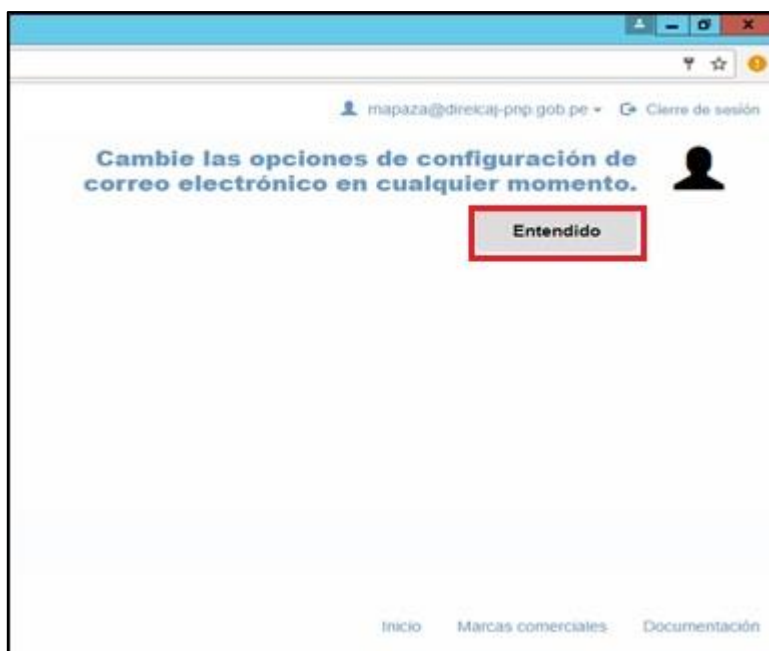 mapaza@direicaj-pnp.gob.pe Cierre de sesión
Cambie las opciones de configuración de
correo electrónico en cualquier momento.
Entendido
Inicio Marcas comerciales Documentación